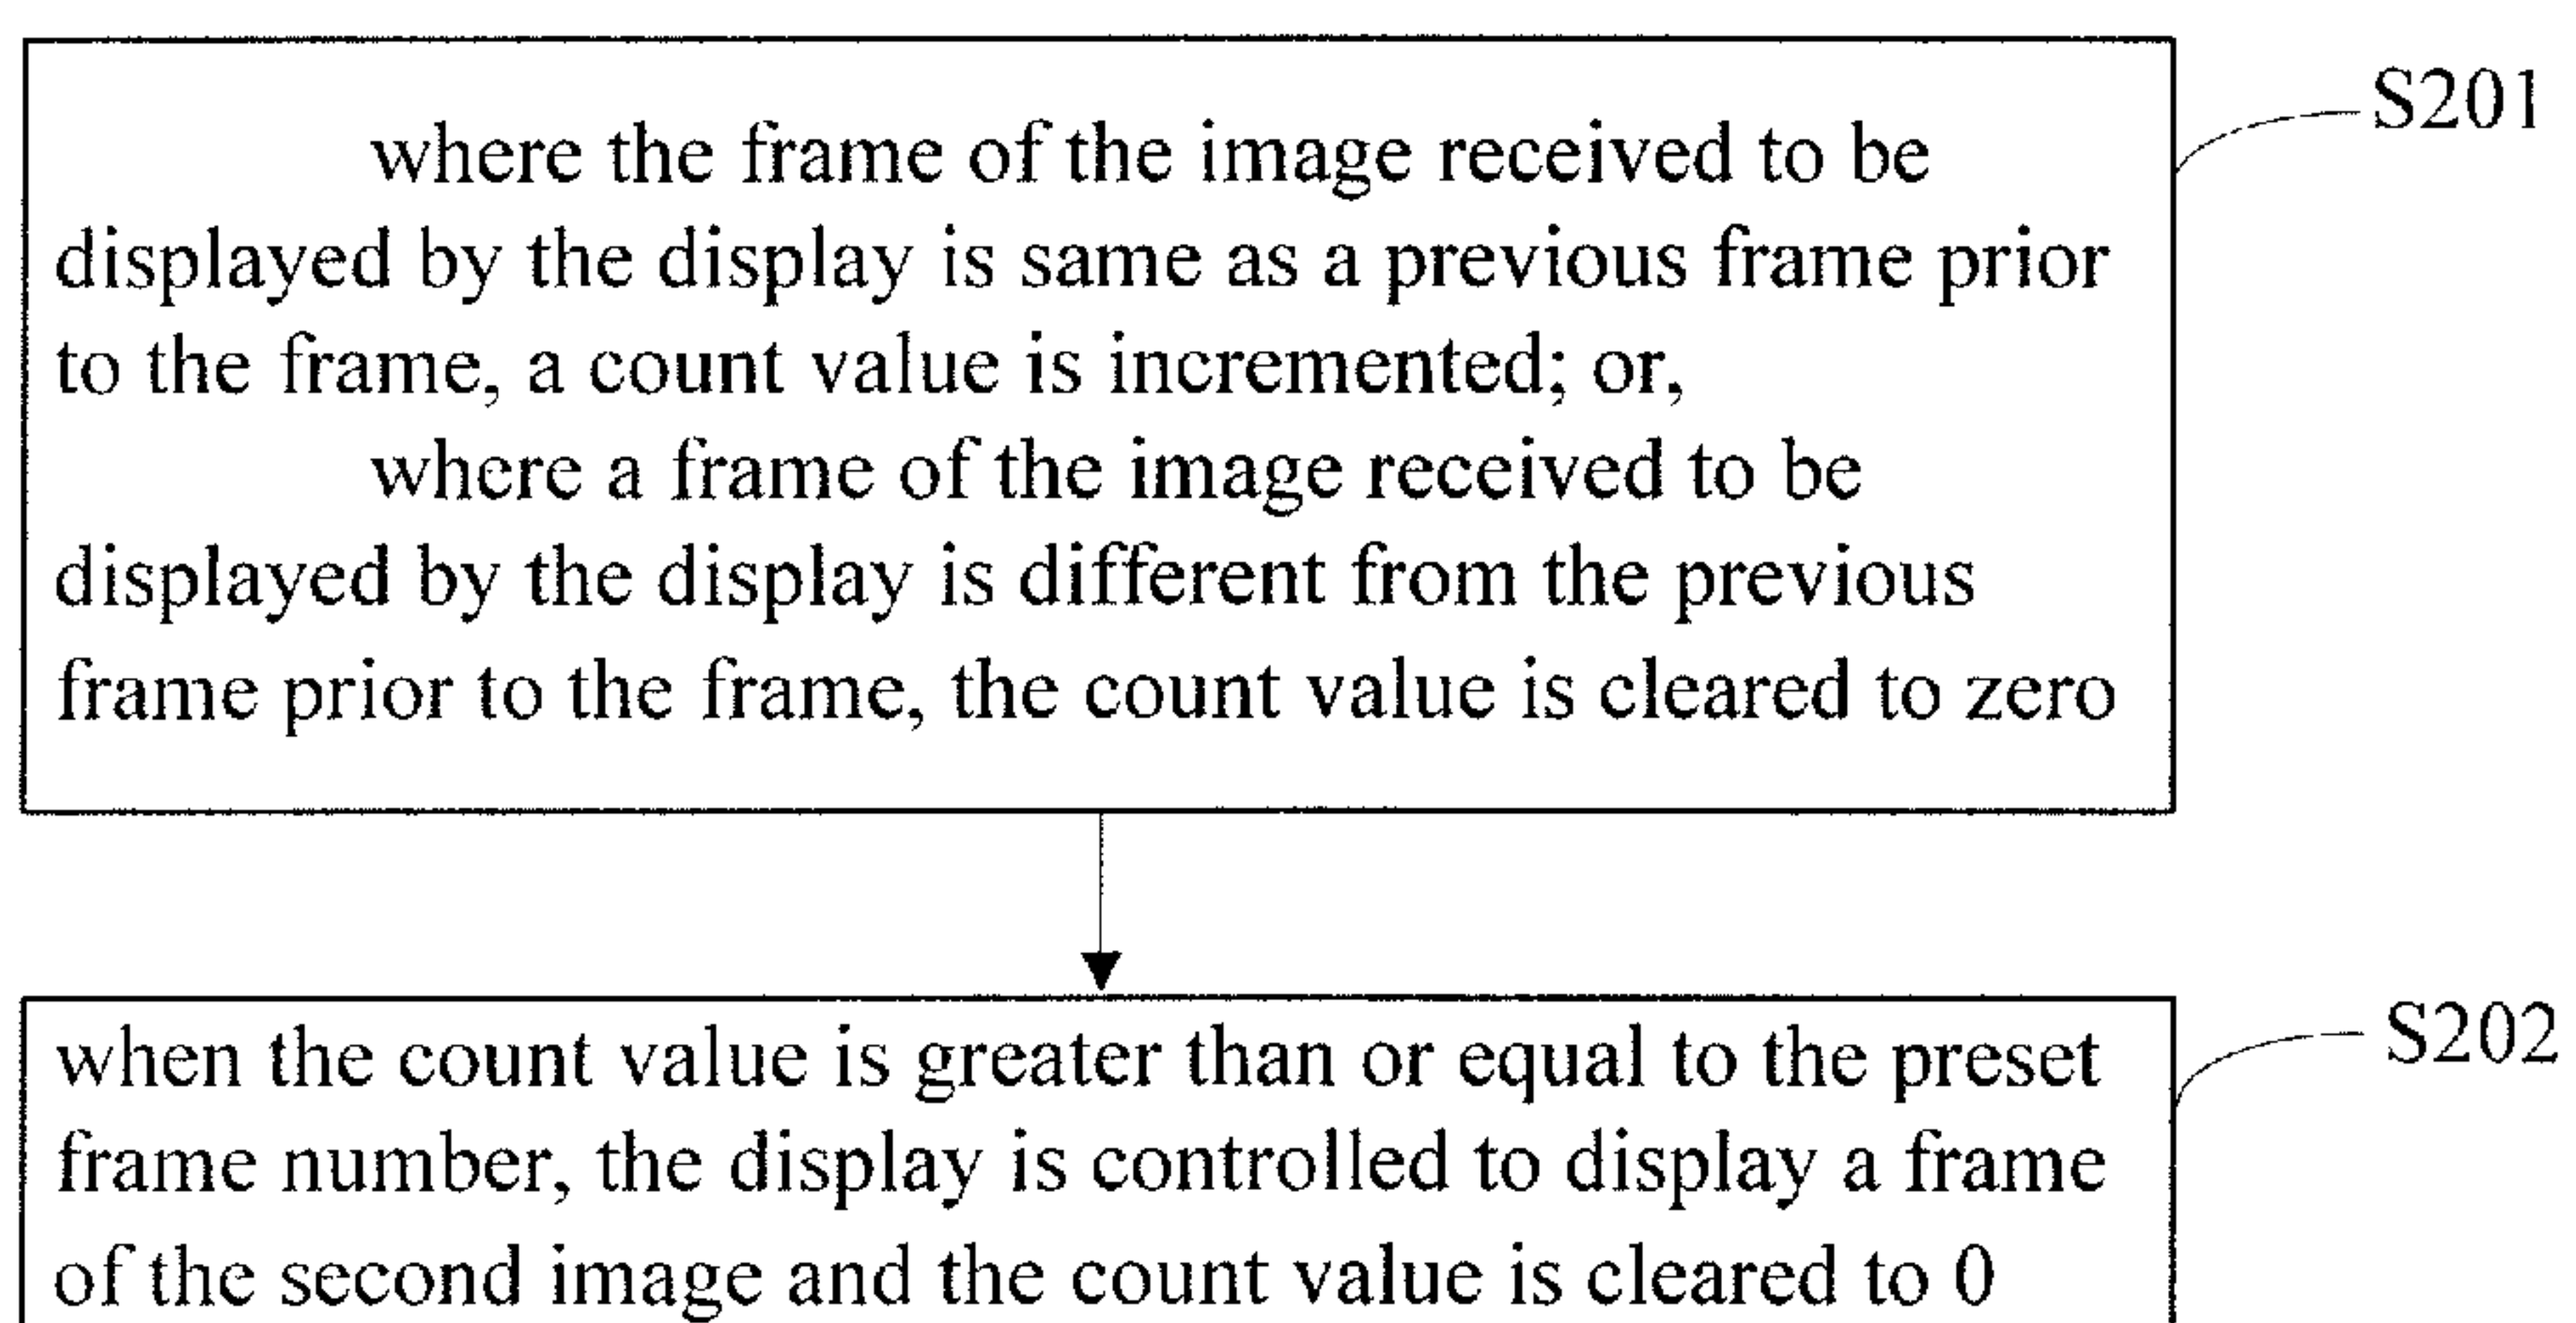 S201
where the frame of the image received to be
displayed by the display is same as a previous frame prior
to the frame, a count value is incremented; or,
where a frame of the image received to be
displayed by the display is different from the previous
frame prior to the frame, the count value is cleared to zero
S202
when the count value is greater than or equal to the preset
frame number, the display is controlled to display a frame
of the second image and the count value is cleared to 0